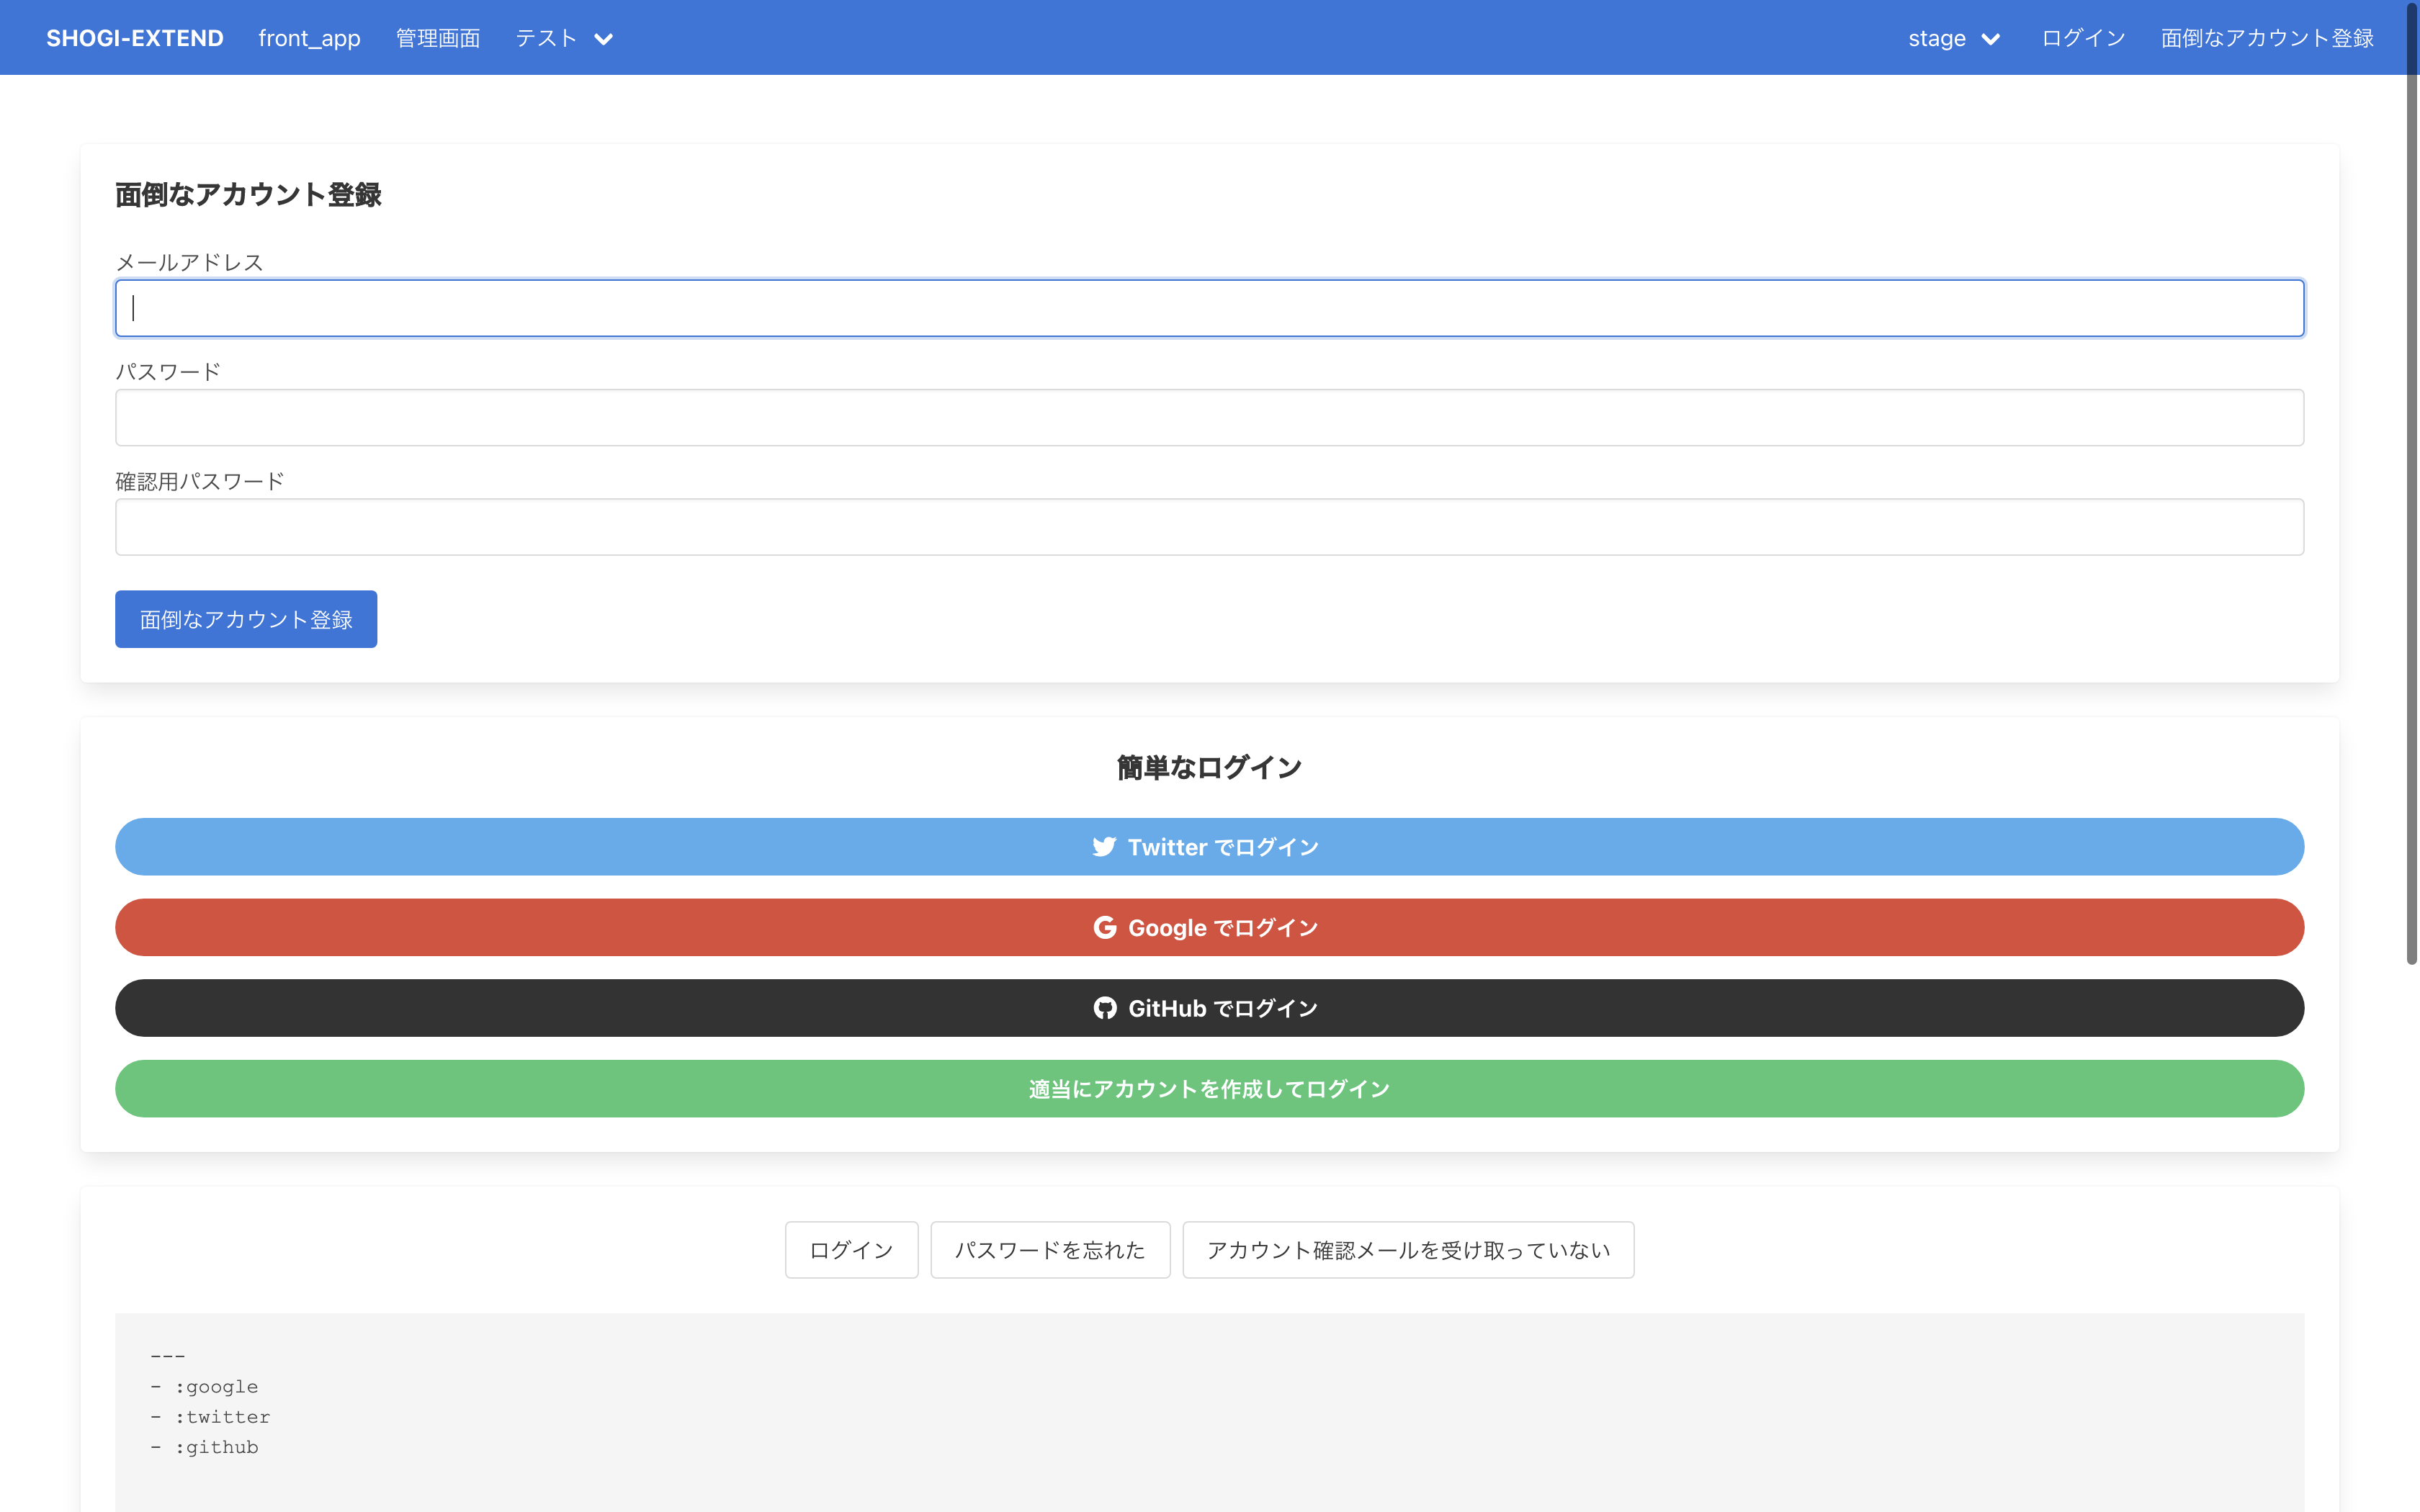 SHOGI-EXTEND front_app 管理画面 テスト stage ログイン 面倒なアカウント登録
面倒なアカウント登録
メールアドレス
パスワード
確認用パスワード
面倒なアカウント登録
簡単なログイン
Twitter でログイン
Google でログイン
GitHub でログイン
適当にアカウントを作成してログイン
ログイン パスワードを忘れた アカウント確認メールを受け取っていない
---
- :google
- :twitter
- :github